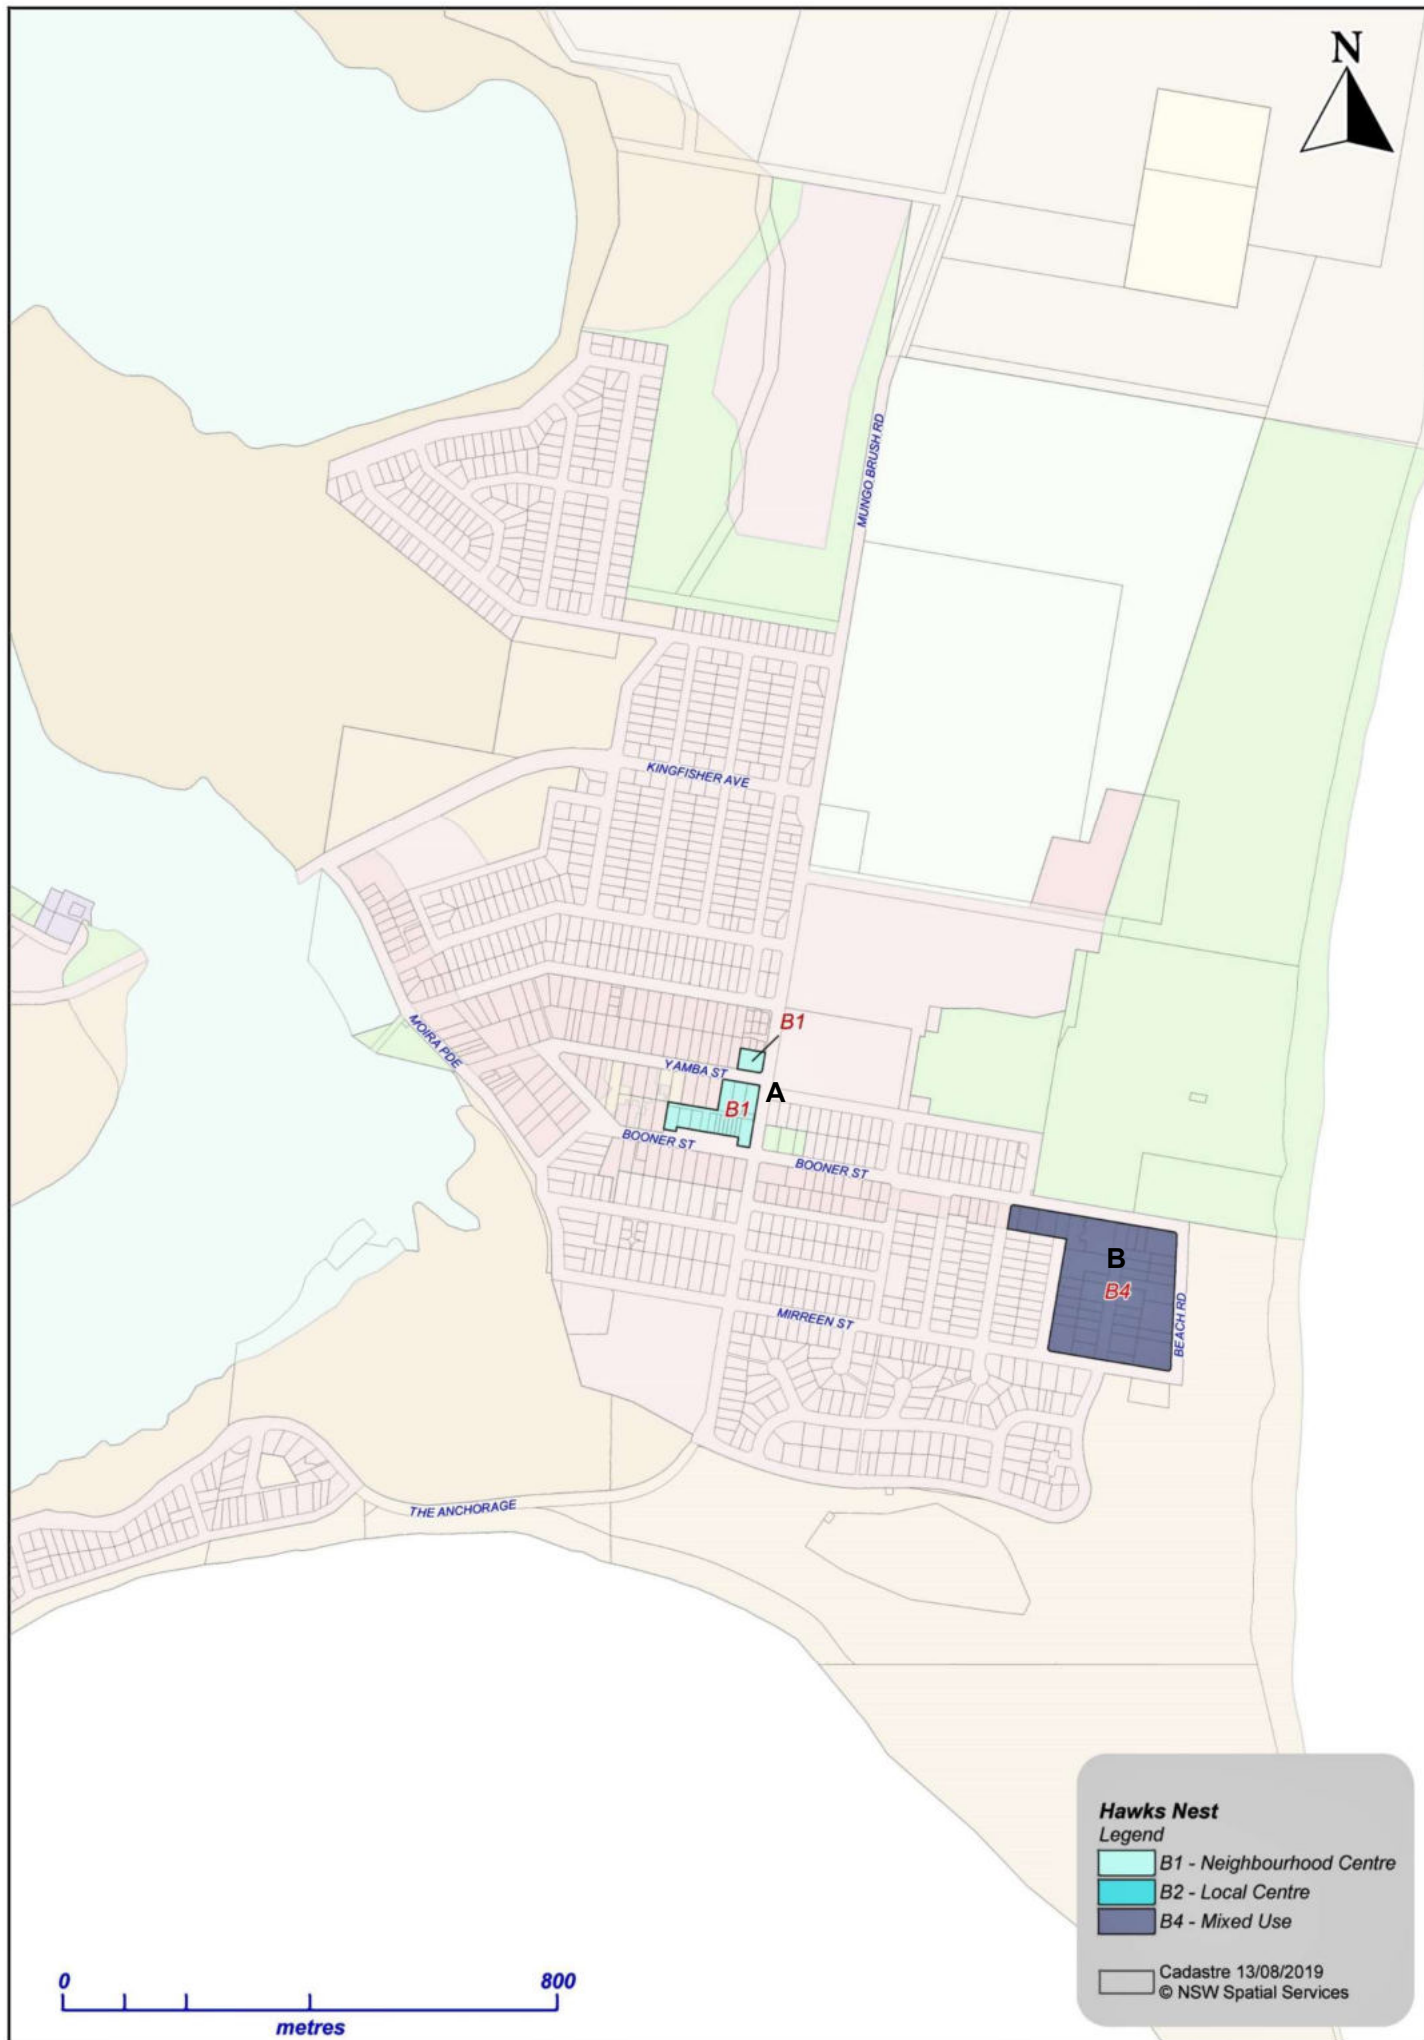 N
MUNGO BRUSH RD
KINGFISHER AVE
MOIRA PDE
B1
YAMBA ST
A
B1
BOONER ST
BOONER ST
B
B4
BEACH RD
MIRREEN ST
THE ANCHORAGE
Hawks Nest
Legend
B1 - Neighbourhood Centre
B2 - Local Centre
B4 - Mixed Use
Cadastre 13/08/2019
© NSW Spatial Services
0 800
metres